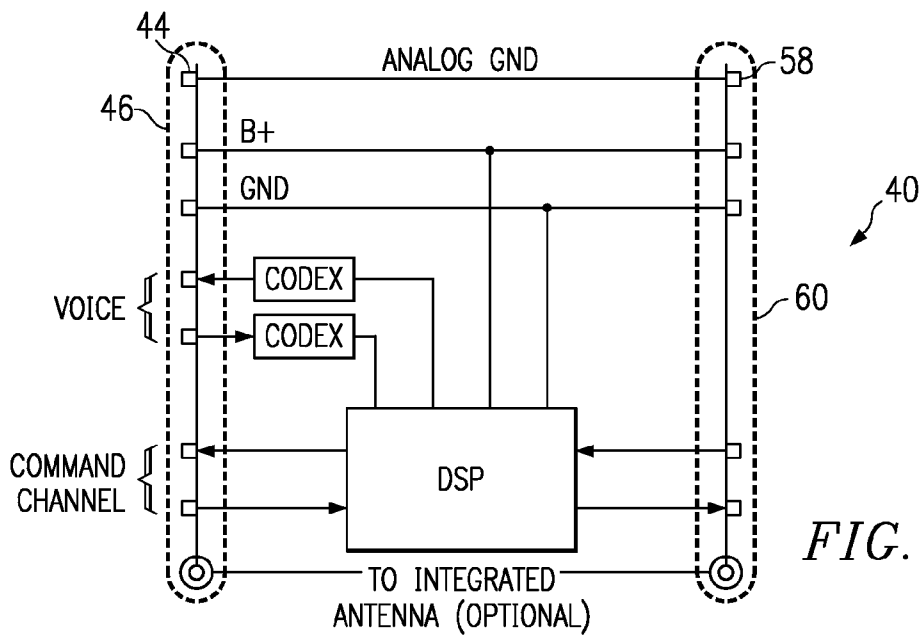 44
ANALOG GND
58
46
B+
GND
40
CODEX
VOICE
60
CODEX
COMMAND
CHANNEL
DSP
FIG.
TO INTEGRATED
ANTENNA (OPTIONAL)